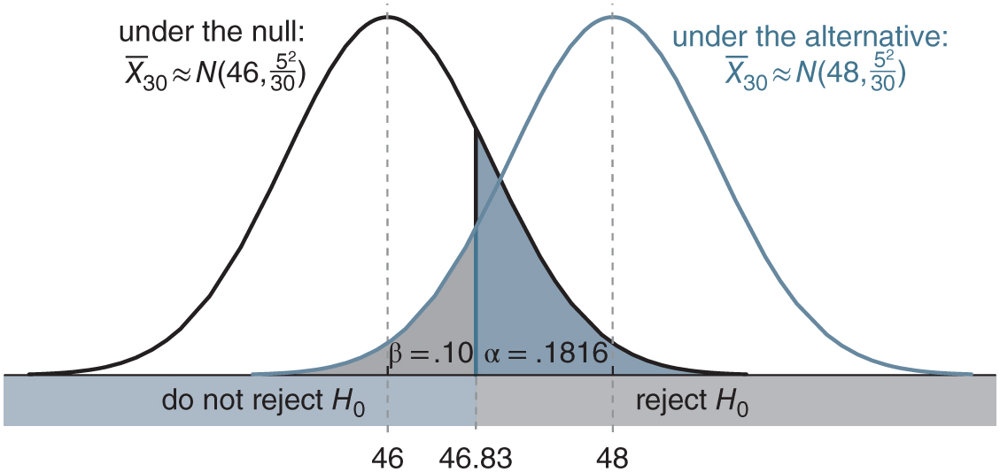 under the null:
X̅₃₀ ≈ N(46, 5²/30)
under the alternative:
X̅₃₀ ≈ N(48, 5²/30)
β = .10 α = .1816
do not reject H₀
reject H₀
46 46.83 48